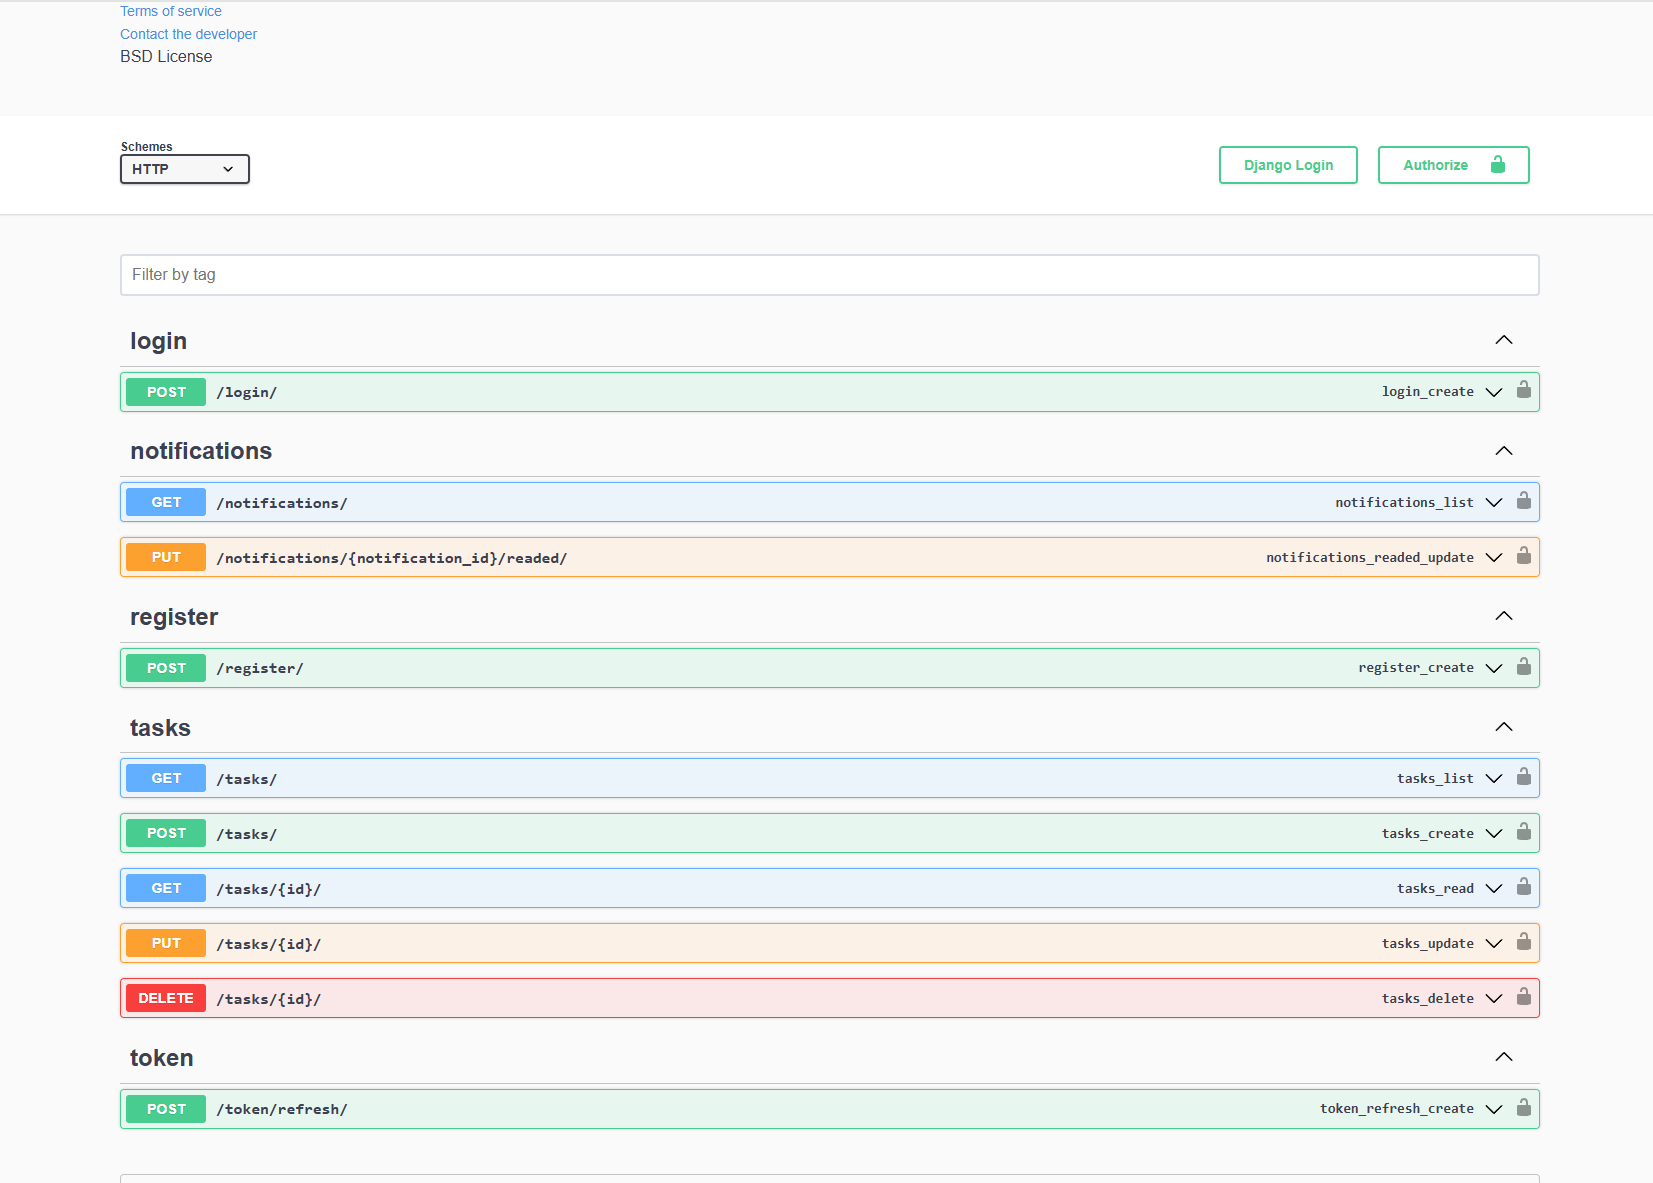 Terms of service
Contact the developer
BSD License
Schemes
HTTP
Django Login
Authorize
Filter by tag
login
POST /login/ login_create
notifications
GET /notifications/ notifications_list
PUT /notifications/{notification_id}/readed/ notifications_readed_update
register
POST /register/ register_create
tasks
GET /tasks/ tasks_list
POST /tasks/ tasks_create
GET /tasks/{id}/ tasks_read
PUT /tasks/{id}/ tasks_update
DELETE /tasks/{id}/ tasks_delete
token
POST /token/refresh/ token_refresh_create